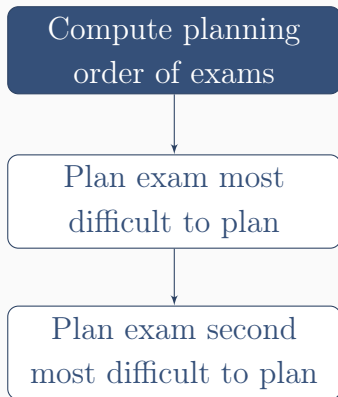 Compute planning
order of exams
Plan exam most
difficult to plan
Plan exam second
most difficult to plan